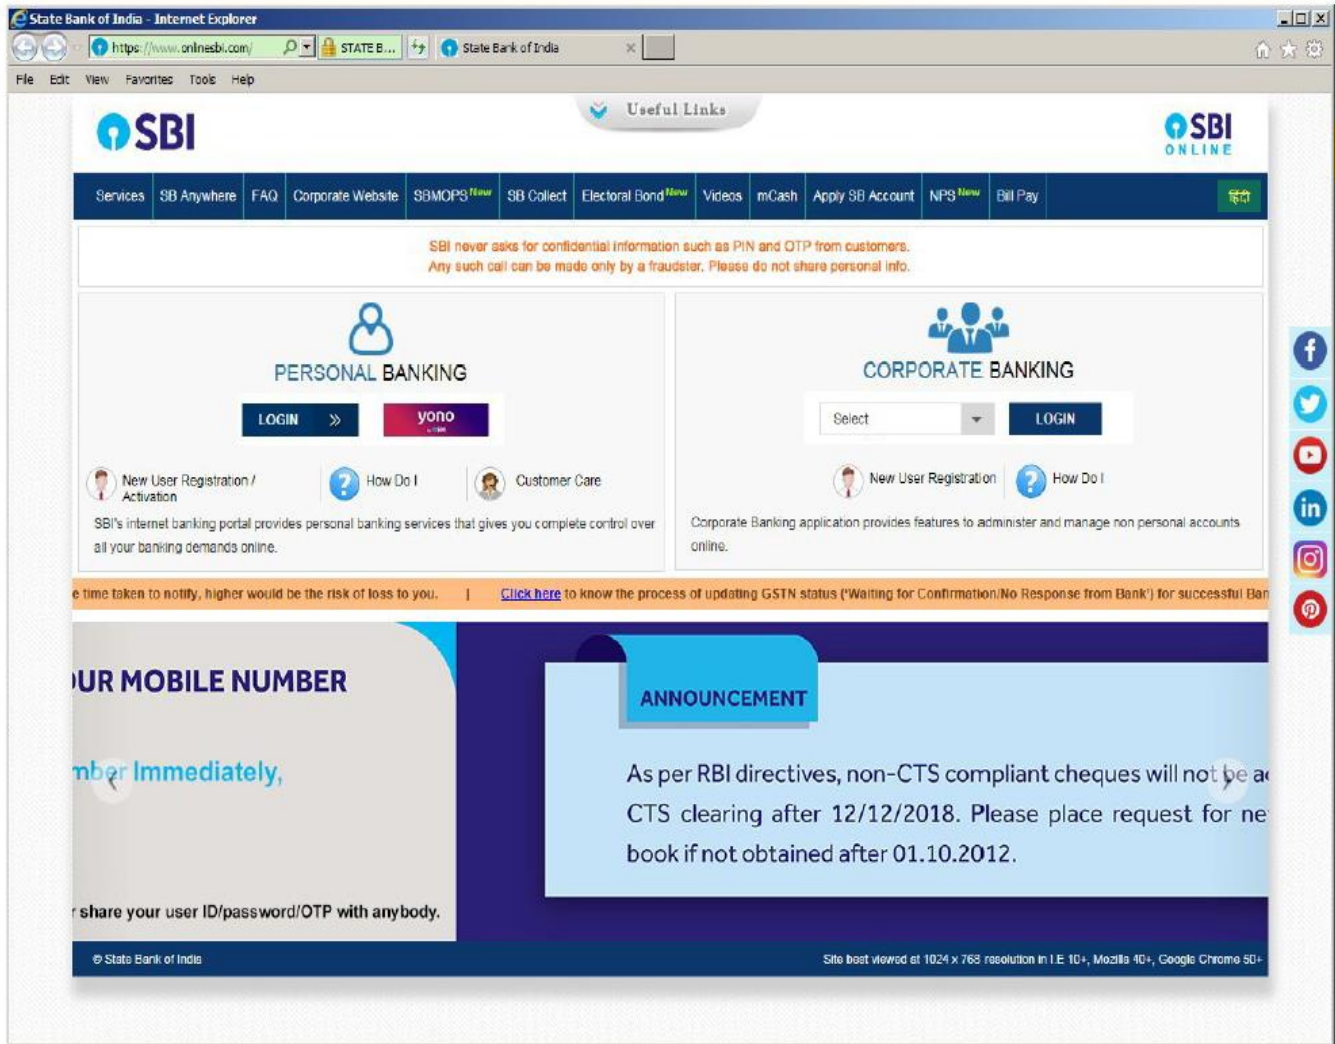 State Bank of India - Internet Explorer
https://www.onlinesbi.com/ STATE B... State Bank of India
File Edit View Favorites Tools Help
Useful Links
SBI
SBI
ONLINE
Services SB Anywhere FAQ Corporate Website SBMOPS New SB Collect Electoral Bond New Videos mCash Apply SB Account NPS New Bill Pay हिंदी
SBI never asks for confidential information such as PIN and OTP from customers.
Any such call can be made only by a fraudster. Please do not share personal info.
PERSONAL BANKING
LOGIN » yono
New User Registration /
Activation
How Do I
Customer Care
SBI's internet banking portal provides personal banking services that gives you complete control over
all your banking demands online.
CORPORATE BANKING
Select LOGIN
New User Registration How Do I
Corporate Banking application provides features to administer and manage non personal accounts
online.
e time taken to notify, higher would be the risk of loss to you. | Click here to know the process of updating GSTN status ('Waiting for Confirmation/No Response from Bank') for successful Ban
OUR MOBILE NUMBER
mber Immediately,
r share your user ID/password/OTP with anybody.
ANNOUNCEMENT
As per RBI directives, non-CTS compliant cheques will not be ac
CTS clearing after 12/12/2018. Please place request for ne
book if not obtained after 01.10.2012.
© State Bank of India
Site best viewed at 1024 x 768 resolution in I.E 10+, Mozilla 40+, Google Chrome 50+